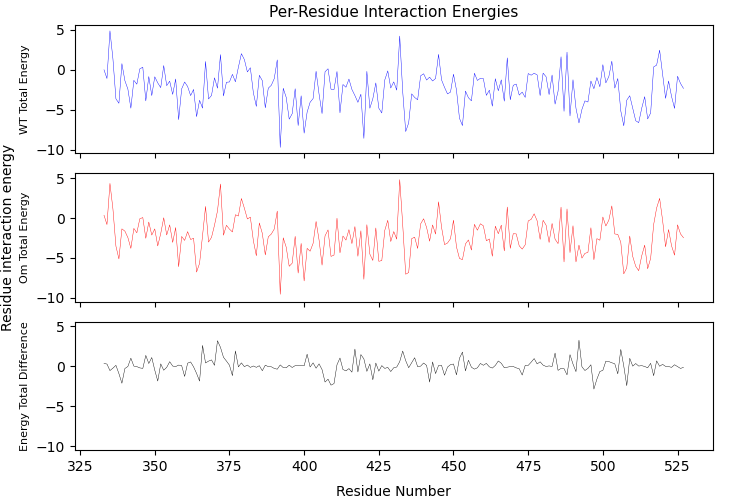 Per-Residue Interaction Energies
Residue interaction energy
WT Total Energy
5
0
−5
−10
Om Total Energy
5
0
−5
−10
Energy Total Difference
5
0
−5
−10
325 350 375 400 425 450 475 500 525
Residue Number